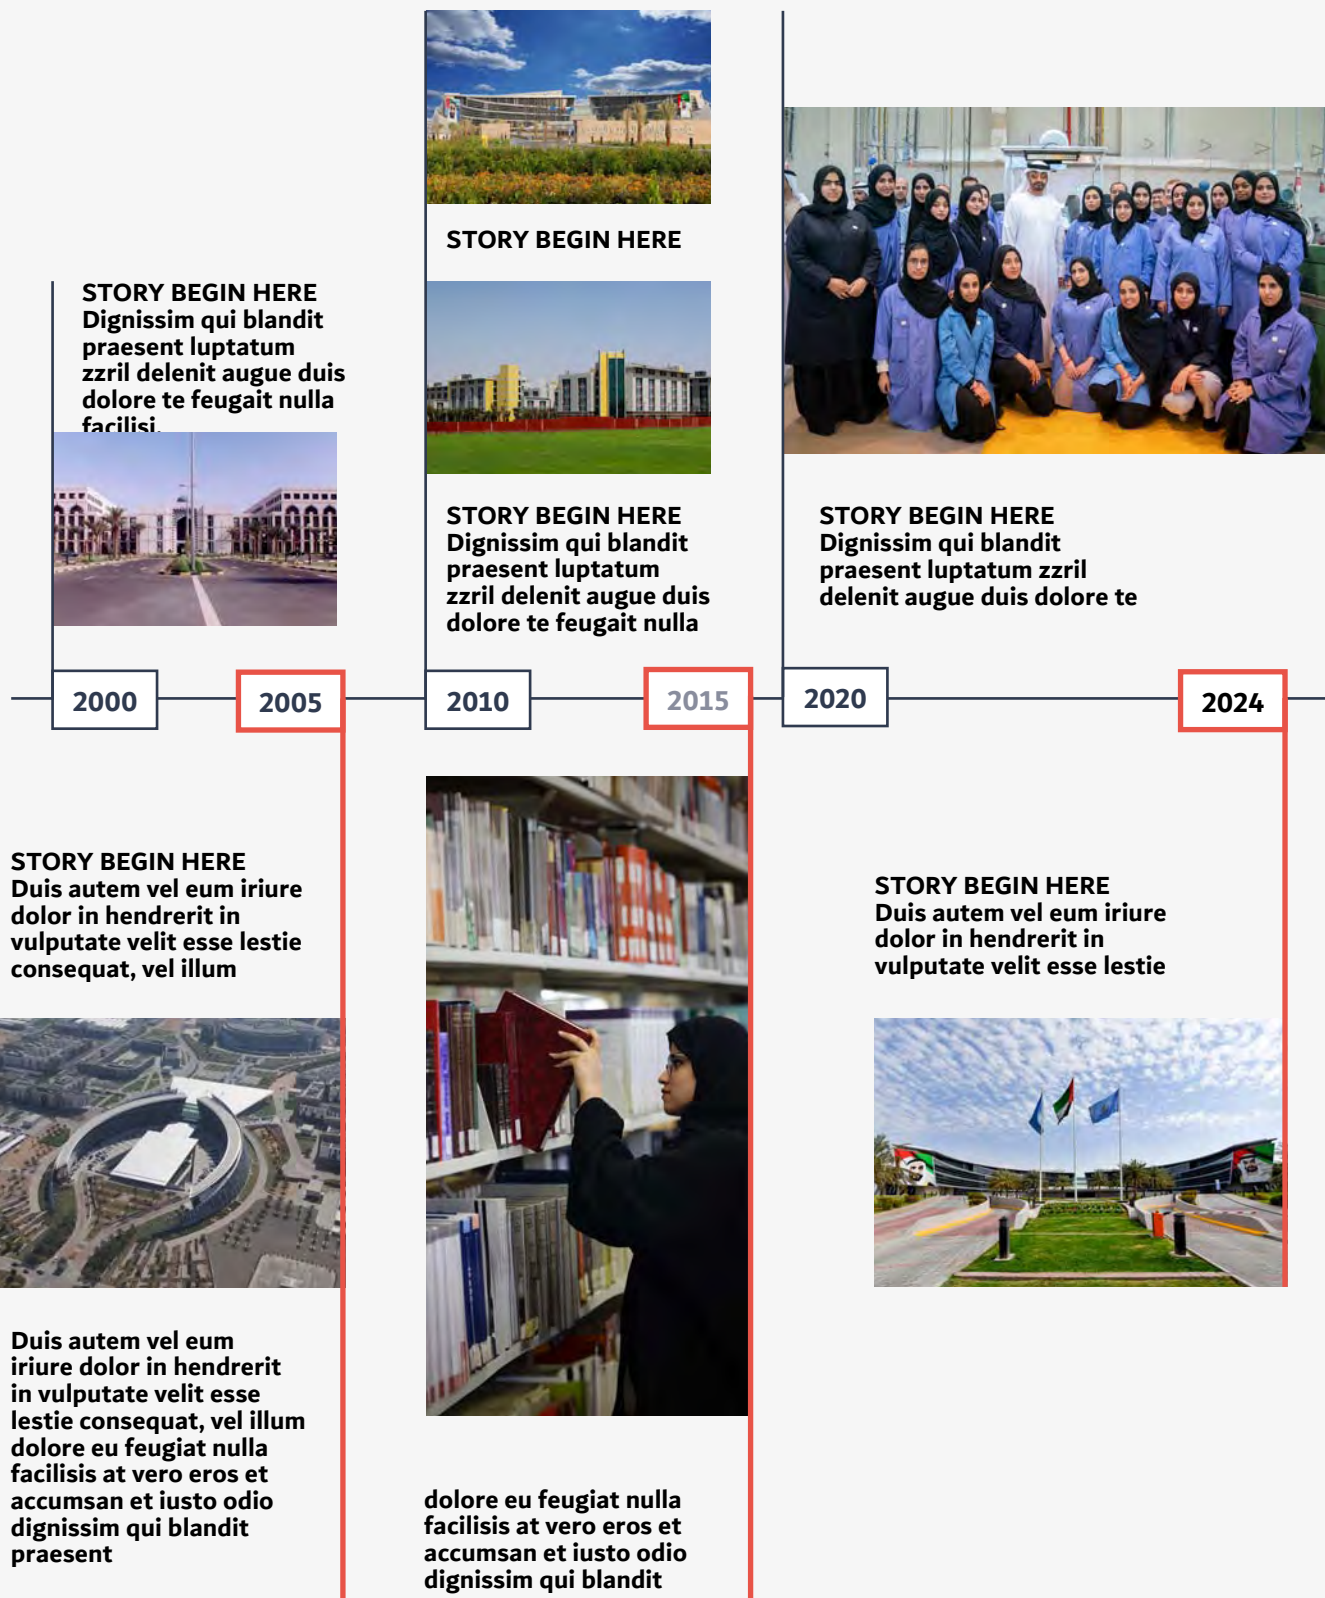 STORY BEGIN HERE
Dignissim qui blandit
praesent luptatum
zzril delenit augue duis
dolore te feugait nulla
facilisi.
STORY BEGIN HERE
STORY BEGIN HERE
Dignissim qui blandit
praesent luptatum
zzril delenit augue duis
dolore te feugait nulla
STORY BEGIN HERE
Dignissim qui blandit
praesent luptatum zzril
delenit augue duis dolore te
2000
2005
2010
2015
2020
2024
STORY BEGIN HERE
Duis autem vel eum iriure
dolor in hendrerit in
vulputate velit esse lestie
consequat, vel illum
Duis autem vel eum
iriure dolor in hendrerit
in vulputate velit esse
lestie consequat, vel illum
dolore eu feugiat nulla
facilisis at vero eros et
accumsan et iusto odio
dignissim qui blandit
praesent
dolore eu feugiat nulla
facilisis at vero eros et
accumsan et iusto odio
dignissim qui blandit
STORY BEGIN HERE
Duis autem vel eum iriure
dolor in hendrerit in
vulputate velit esse lestie